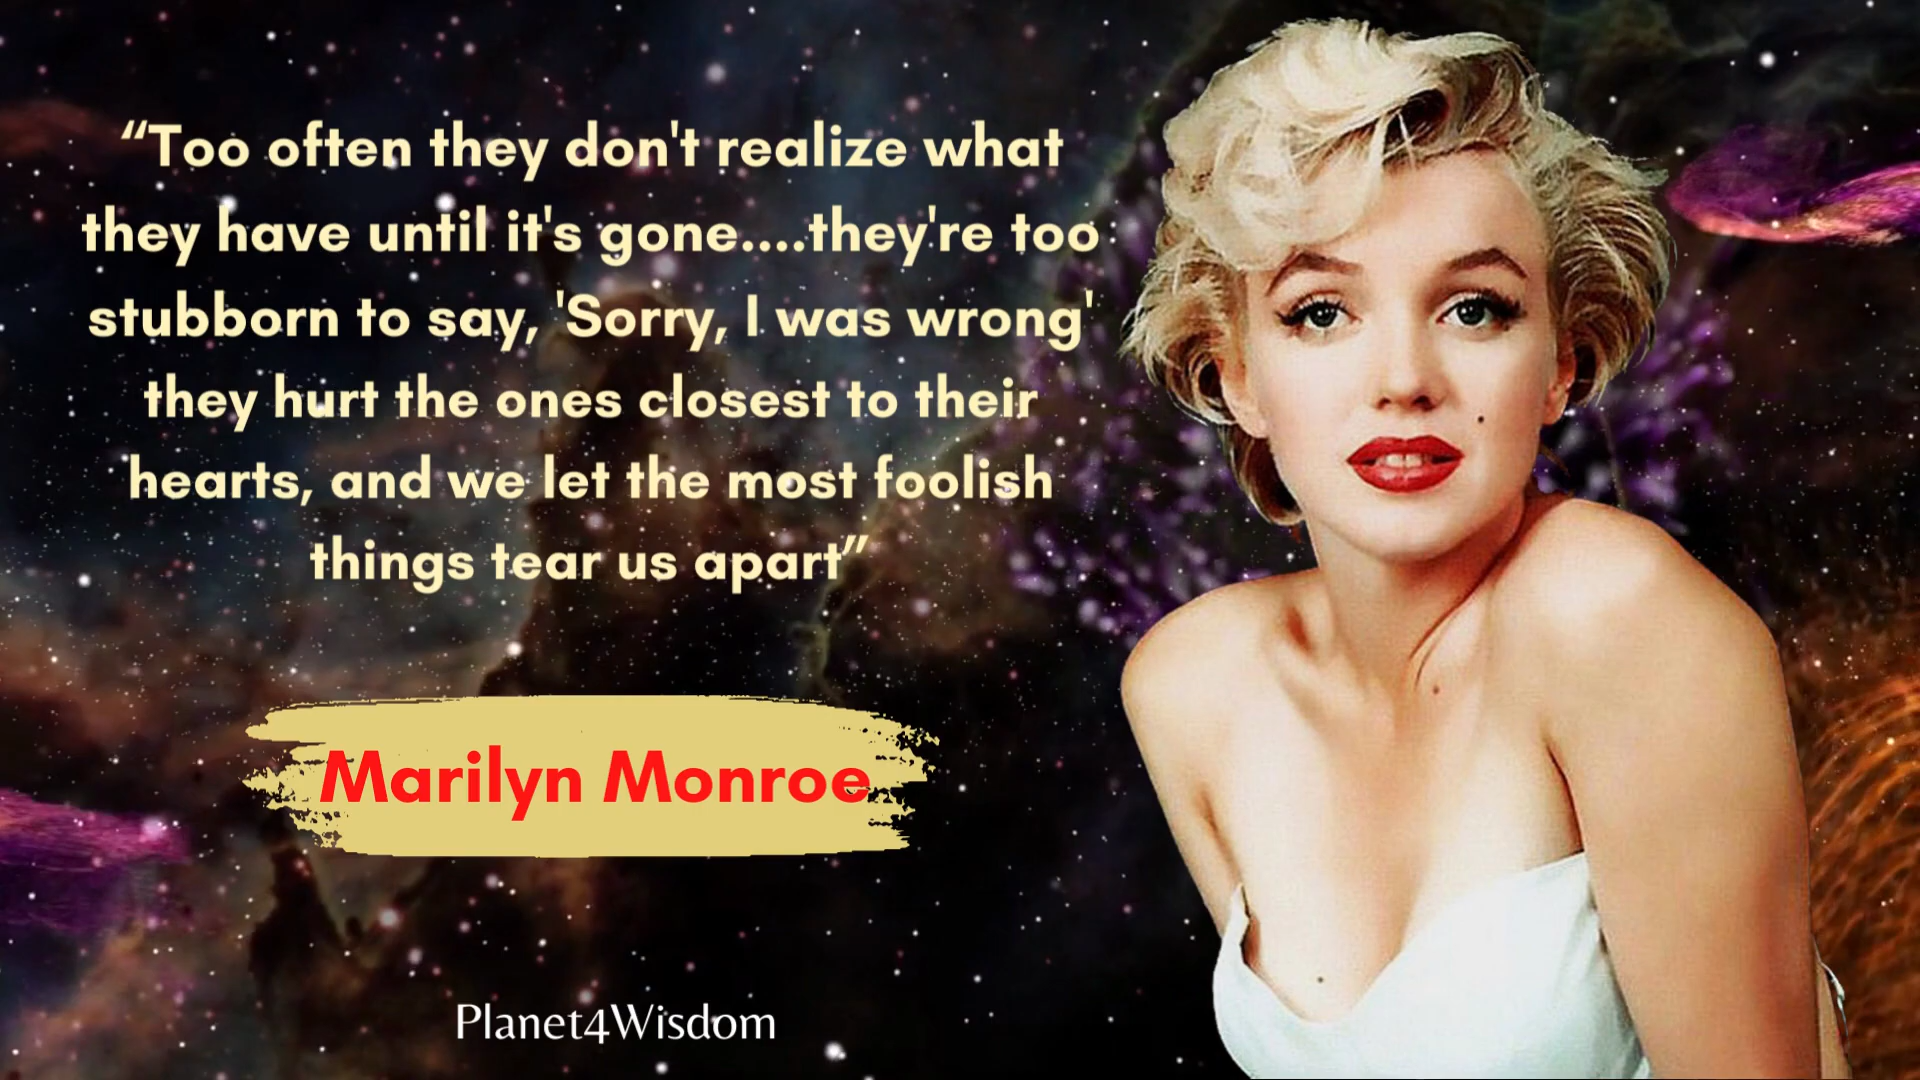 “Too often they don't realize what
they have until it's gone....they're too
stubborn to say, 'Sorry, I was wrong'
they hurt the ones closest to their
hearts, and we let the most foolish
things tear us apart”
Marilyn Monroe
Planet4Wisdom